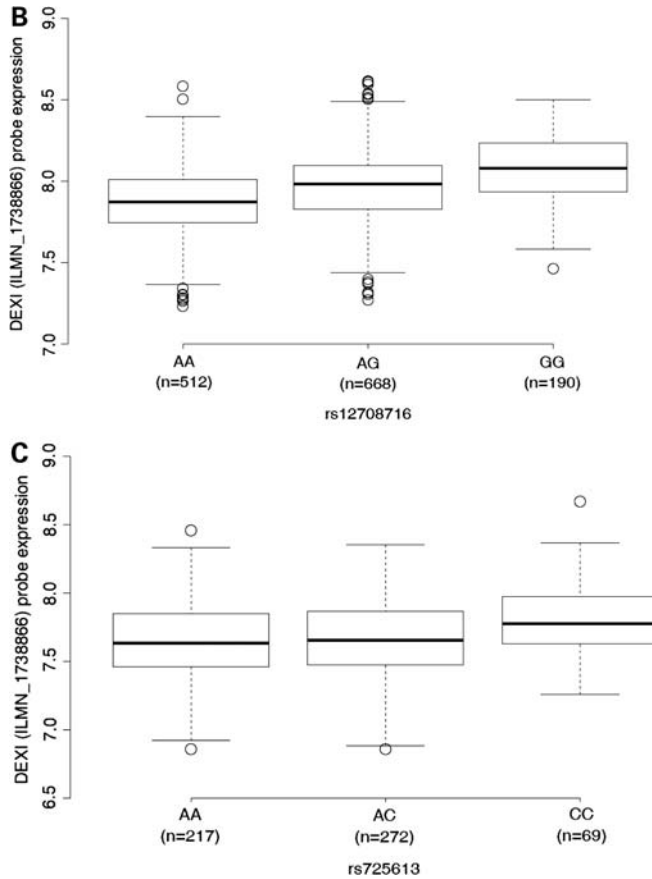 B
9.0
8.5
8.0
7.5
7.0
DEXI (ILMN_1738866) probe expression
AA AG GG
(n=512) (n=668) (n=190)
rs12708716
C
9.0
8.5
8.0
7.5
7.0
6.5
DEXI (ILMN_1738866) probe expression
AA AC CC
(n=217) (n=272) (n=69)
rs725613